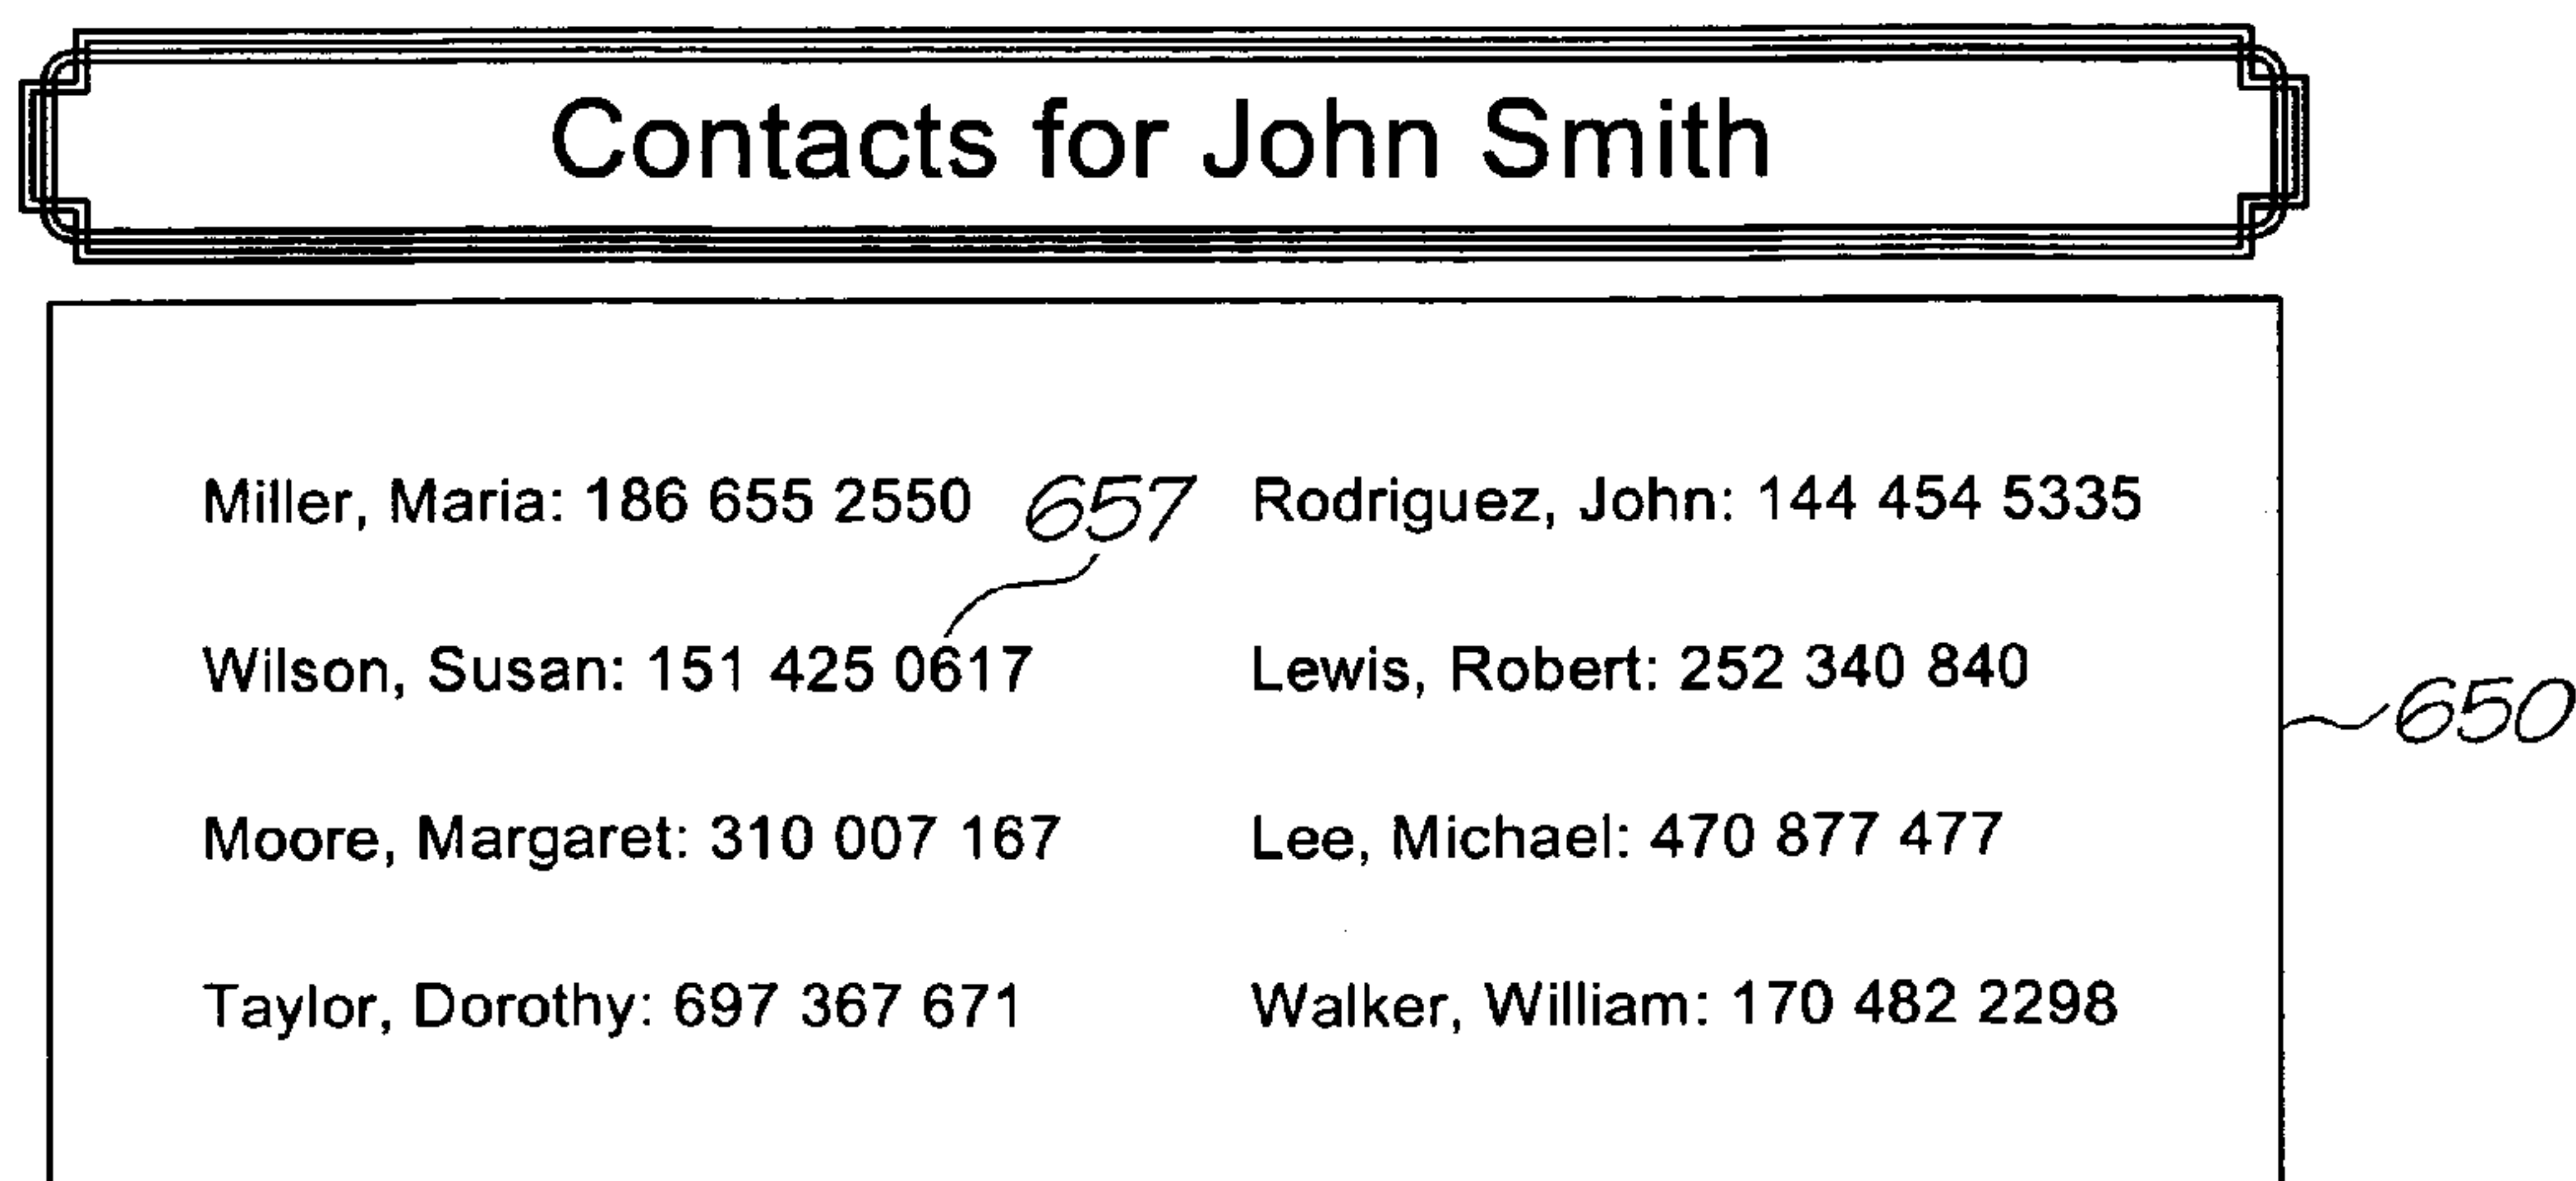 Contacts for John Smith
Miller, Maria: 186 655 2550
657
Rodriguez, John: 144 454 5335
Wilson, Susan: 151 425 0617
Lewis, Robert: 252 340 840
650
Moore, Margaret: 310 007 167
Lee, Michael: 470 877 477
Taylor, Dorothy: 697 367 671
Walker, William: 170 482 2298